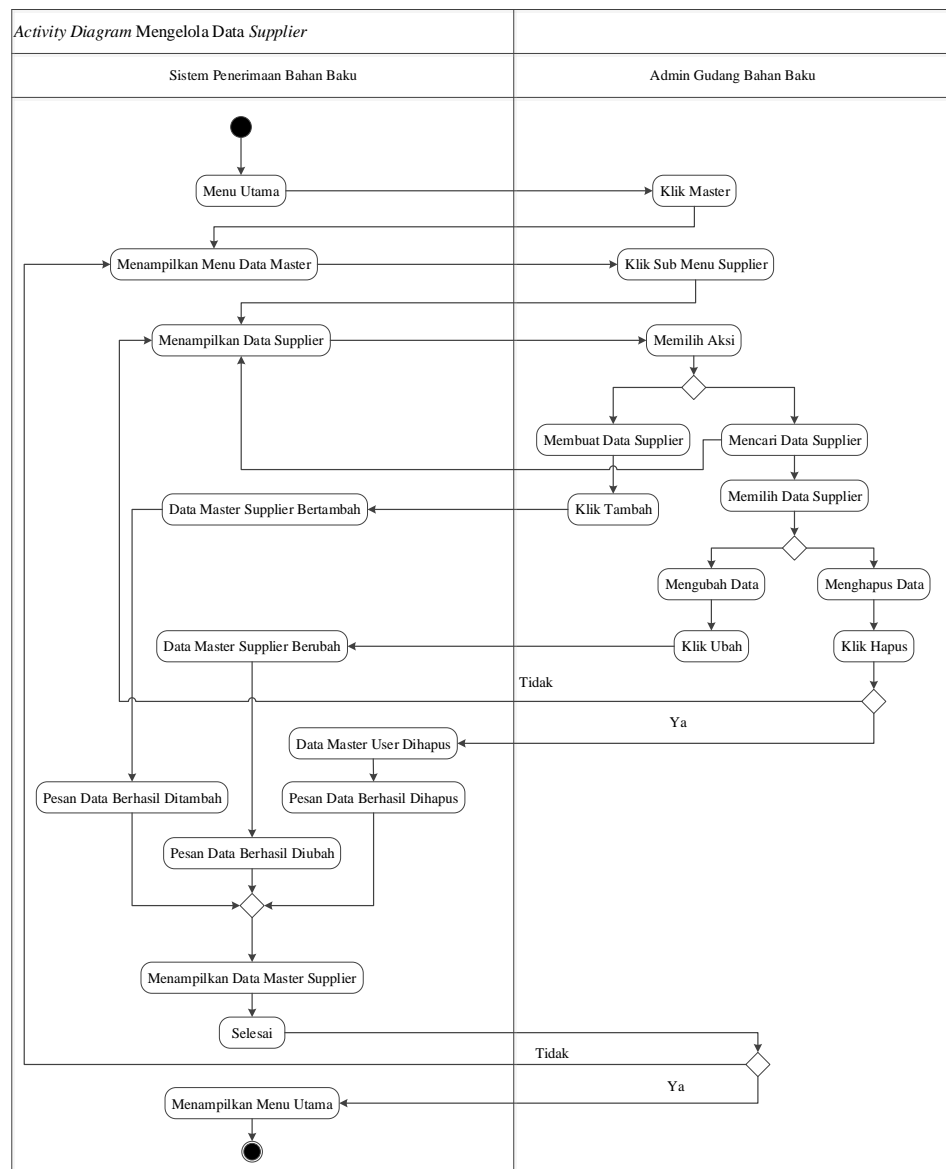 Activity Diagram Mengelola Data Supplier
Sistem Penerimaan Bahan Baku
Admin Gudang Bahan Baku
Menu Utama
Klik Master
Menampilkan Menu Data Master
Klik Sub Menu Supplier
Menampilkan Data Supplier
Memilih Aksi
Membuat Data Supplier
Mencari Data Supplier
Memilih Data Supplier
Data Master Supplier Bertambah
Klik Tambah
Mengubah Data
Menghapus Data
Data Master Supplier Berubah
Klik Ubah
Klik Hapus
Tidak
Ya
Data Master User Dihapus
Pesan Data Berhasil Ditambah
Pesan Data Berhasil Dihapus
Pesan Data Berhasil Diubah
Menampilkan Data Master Supplier
Selesai
Tidak
Ya
Menampilkan Menu Utama